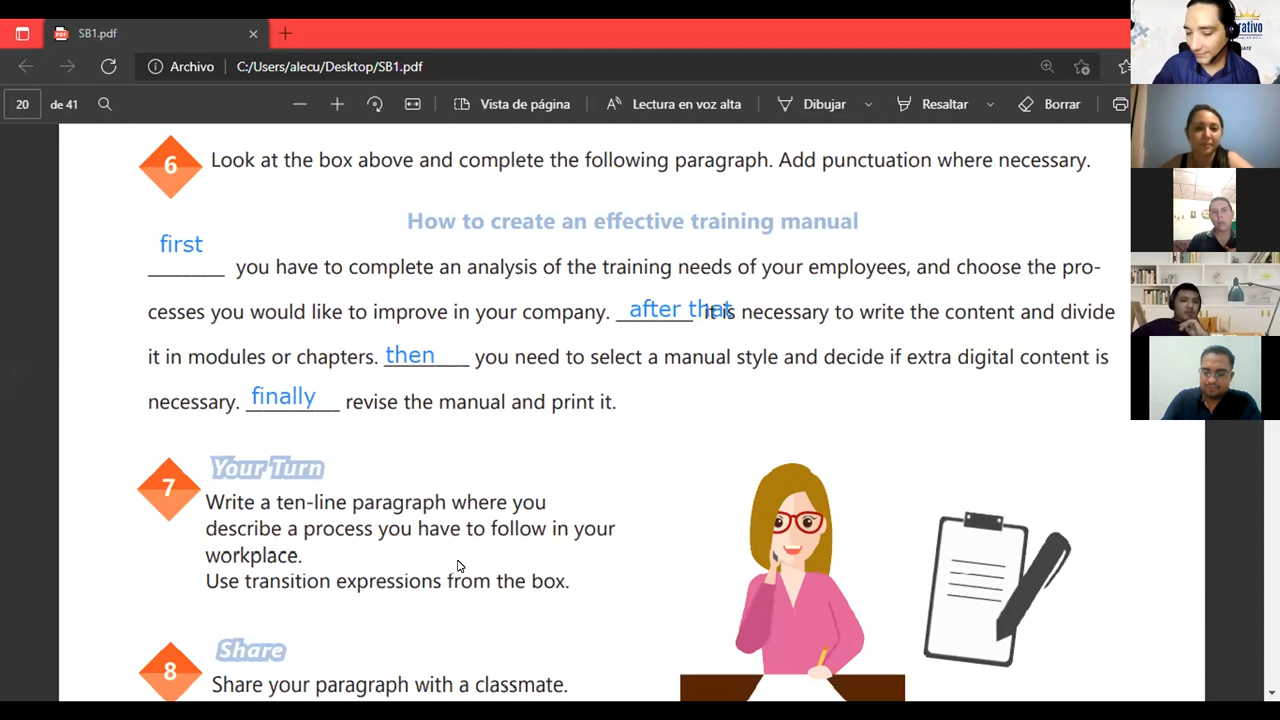 SB1.pdf
Archivo
C:/Users/alecu/Desktop/SB1.pdf
20 de 41
Vista de página
Lectura en voz alta
Dibujar
Resaltar
Borrar
6 Look at the box above and complete the following paragraph. Add punctuation where necessary.
How to create an effective training manual
first
________ you have to complete an analysis of the training needs of your employees, and choose the pro-
cesses you would like to improve in your company. after that it is necessary to write the content and divide
it in modules or chapters. then you need to select a manual style and decide if extra digital content is
necessary. finally revise the manual and print it.
7 Your Turn
Write a ten-line paragraph where you
describe a process you have to follow in your
workplace.
Use transition expressions from the box.
8 Share
Share your paragraph with a classmate.